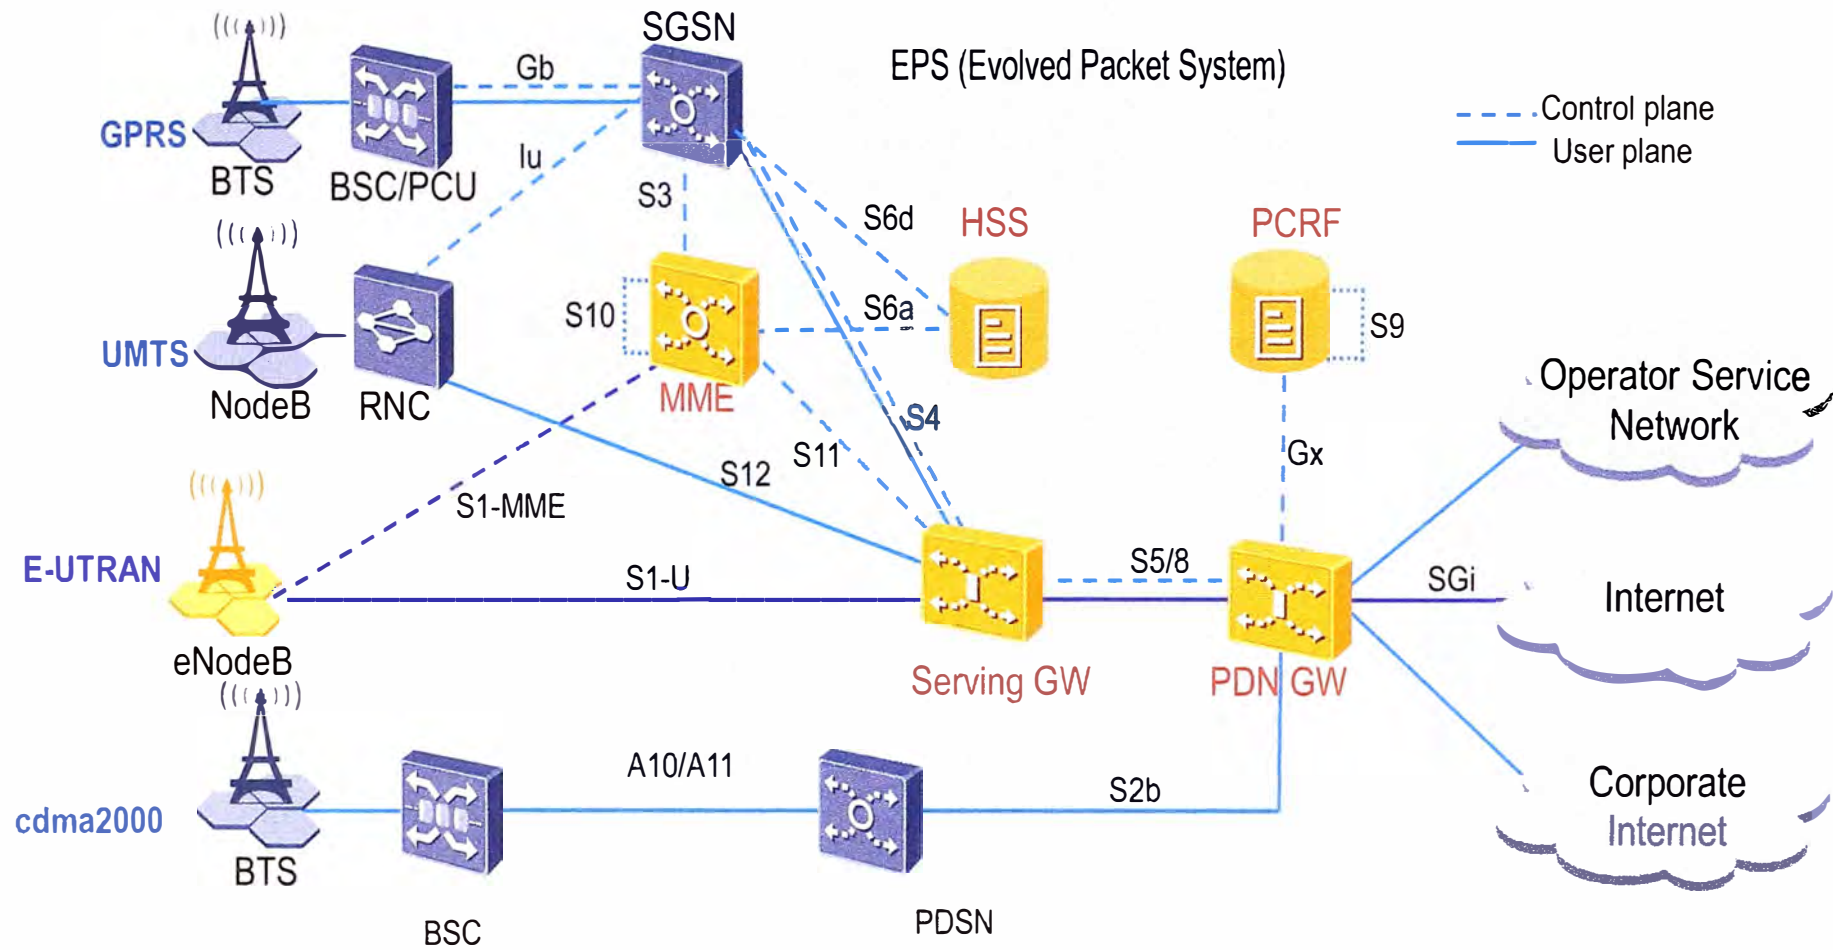 SGSN
EPS (Evolved Packet System)
Gb
Control plane
User plane
GPRS
BTS
BSC/PCU
Iu
S3
S6d
HSS
PCRF
S10
S6a
S9
UMTS
NodeB
RNC
MME
Operator Service
Network
S4
S11
Gx
S12
S1-MME
E-UTRAN
S1-U
S5/8
SGi
Internet
eNodeB
Serving GW
PDN GW
A10/A11
S2b
Corporate
Internet
cdma2000
BTS
BSC
PDSN